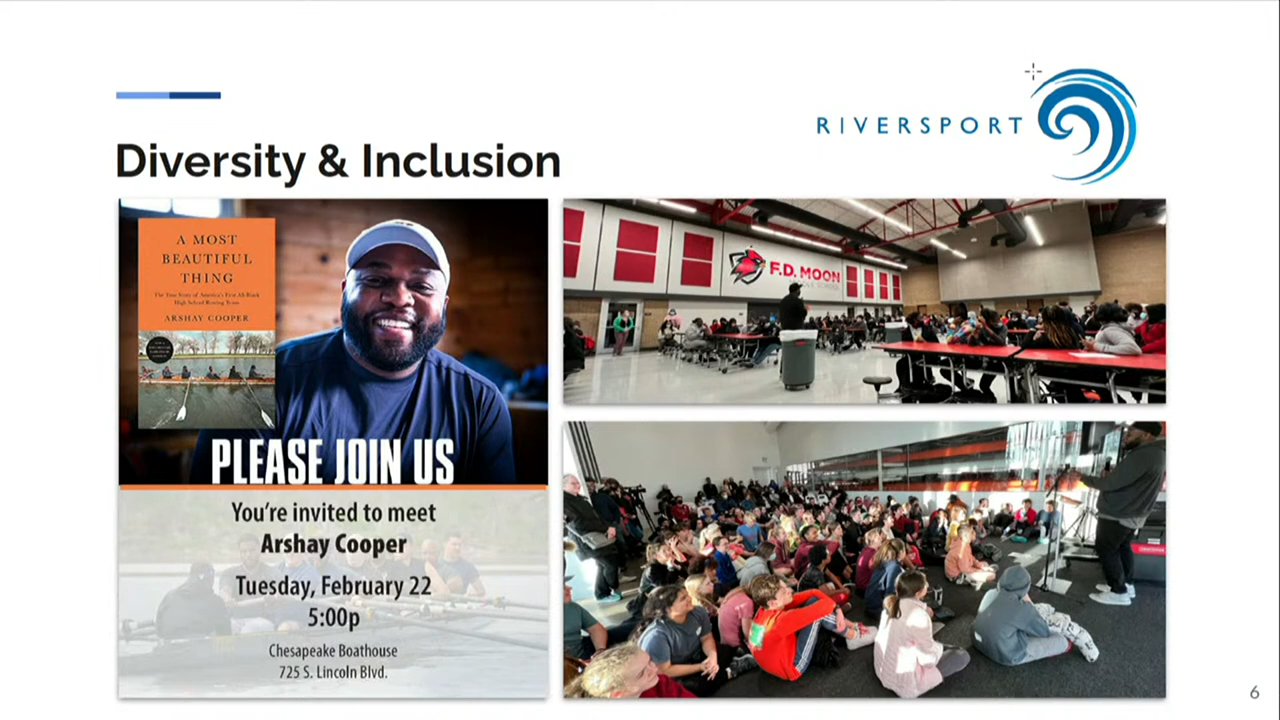 RIVERSPORT
Diversity & Inclusion
A MOST
BEAUTIFUL
THING
The True Story of America's First All-Black
High School Rowing Team
ARSHAY COOPER
PLEASE JOIN US
You're invited to meet
Arshay Cooper
Tuesday, February 22
5:00p
Chesapeake Boathouse
725 S. Lincoln Blvd.
F.D. MOON
6